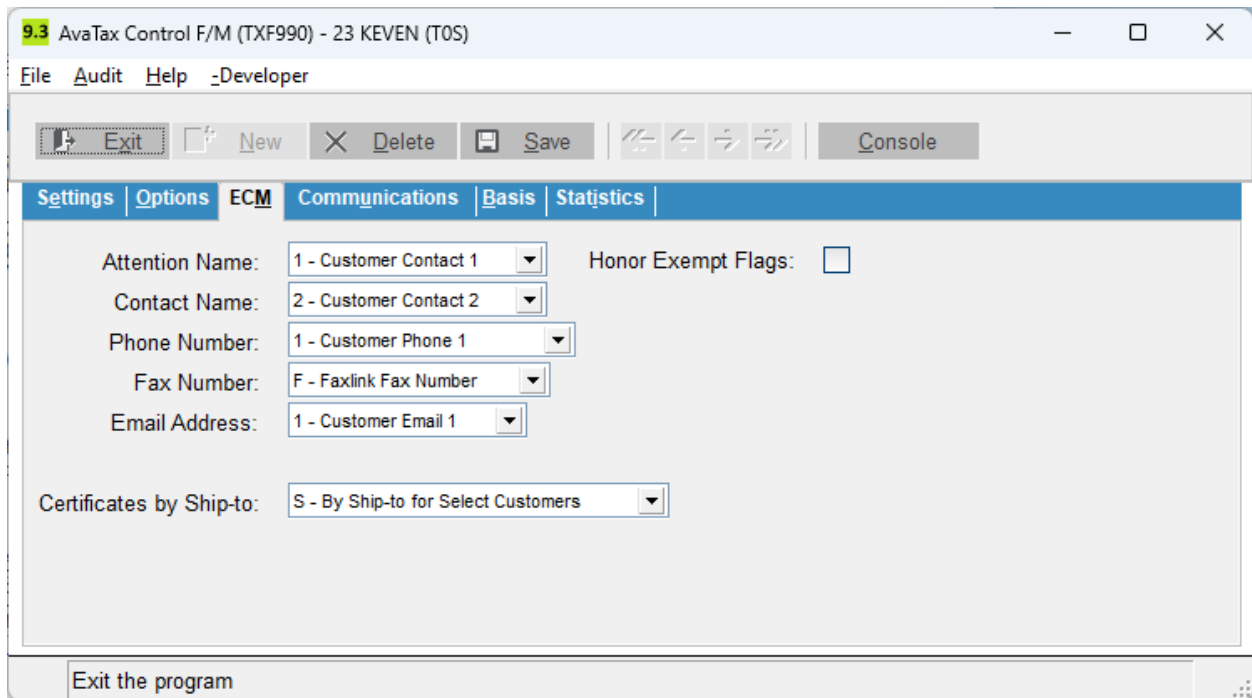 9.3 AvaTax Control F/M (TXF990) - 23 KEVEN (T0S)
File Audit Help -Developer
Exit New Delete Save Console
Settings Options ECM Communications Basis Statistics
Attention Name: 1 - Customer Contact 1 Honor Exempt Flags:
Contact Name: 2 - Customer Contact 2
Phone Number: 1 - Customer Phone 1
Fax Number: F - Faxlink Fax Number
Email Address: 1 - Customer Email 1
Certificates by Ship-to: S - By Ship-to for Select Customers
Exit the program